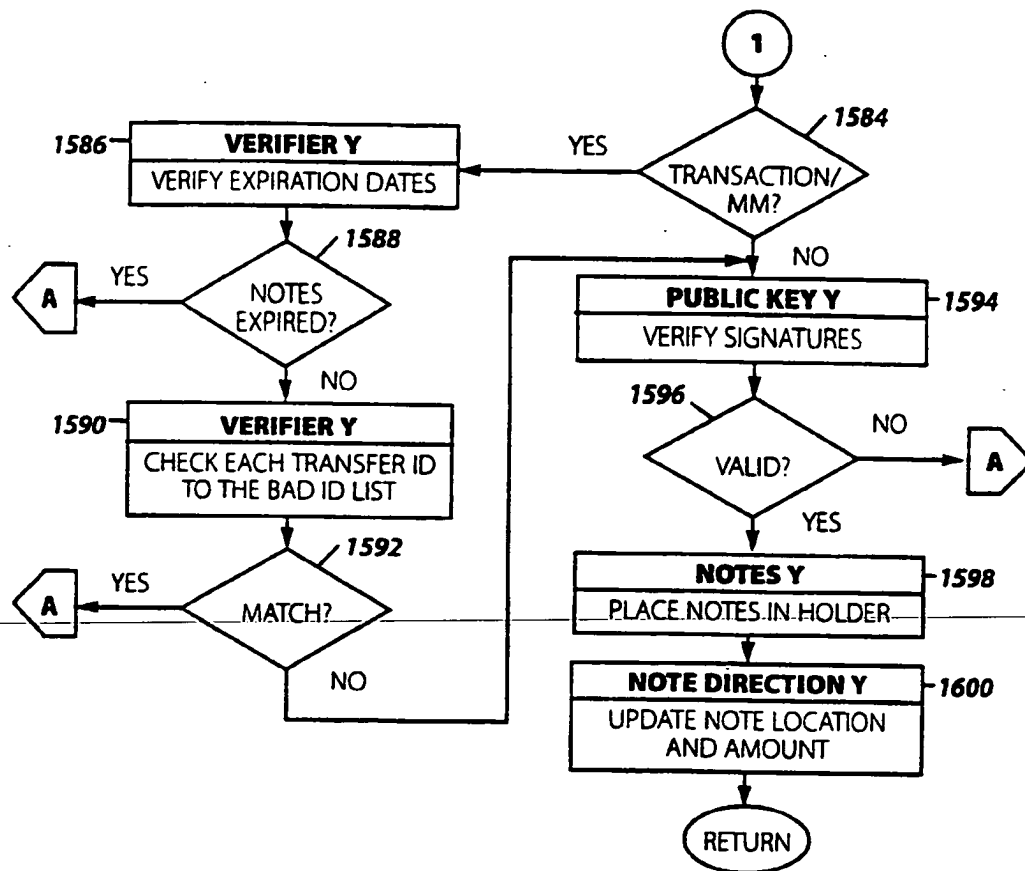 1
1584
TRANSACTION/
MM?
YES
NO
1586
VERIFIER Y
VERIFY EXPIRATION DATES
1588
NOTES
EXPIRED?
YES
A
NO
1590
VERIFIER Y
CHECK EACH TRANSFER ID
TO THE BAD ID LIST
1592
MATCH?
YES
A
NO
PUBLIC KEY Y
1594
VERIFY SIGNATURES
1596
VALID?
NO
A
YES
NOTES Y
1598
PLACE NOTES IN HOLDER
NOTE DIRECTION Y
1600
UPDATE NOTE LOCATION
AND AMOUNT
RETURN